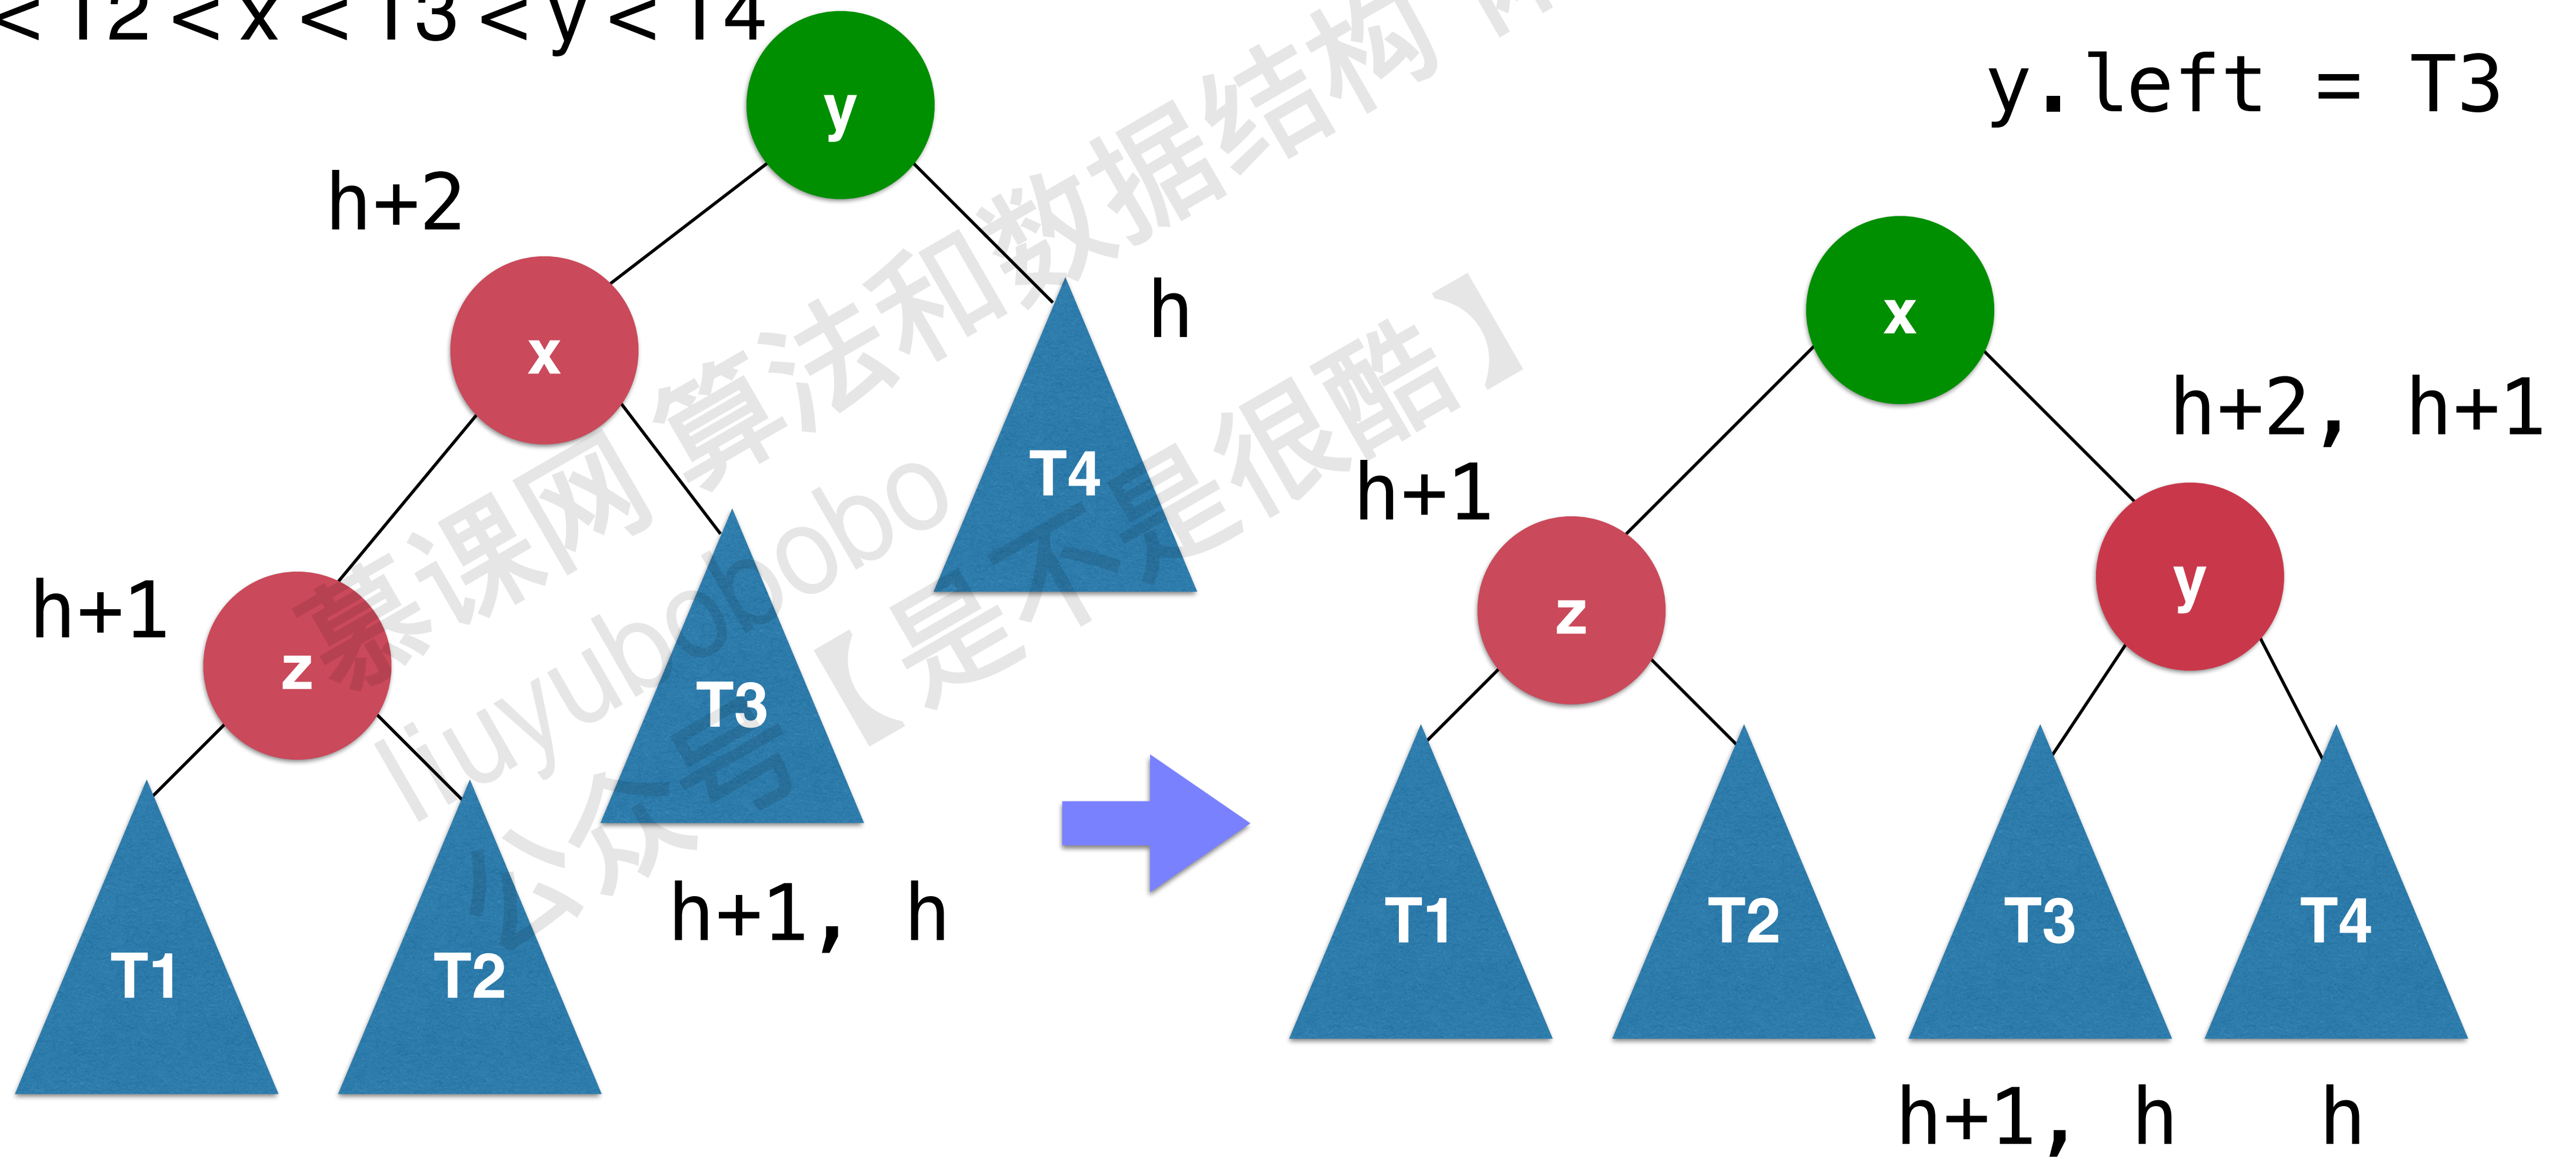 < T2 < x < T3 < y < T4
y.left = T3
y
h+2
x
h
T4
h+1
z
T3
T1
T2
h+1, h
x
h+2, h+1
h+1
z
y
T1
T2
T3
T4
h+1, h
h
慕课网 算法和数据结构
liuyubobobo
公众号【是不是很酷】